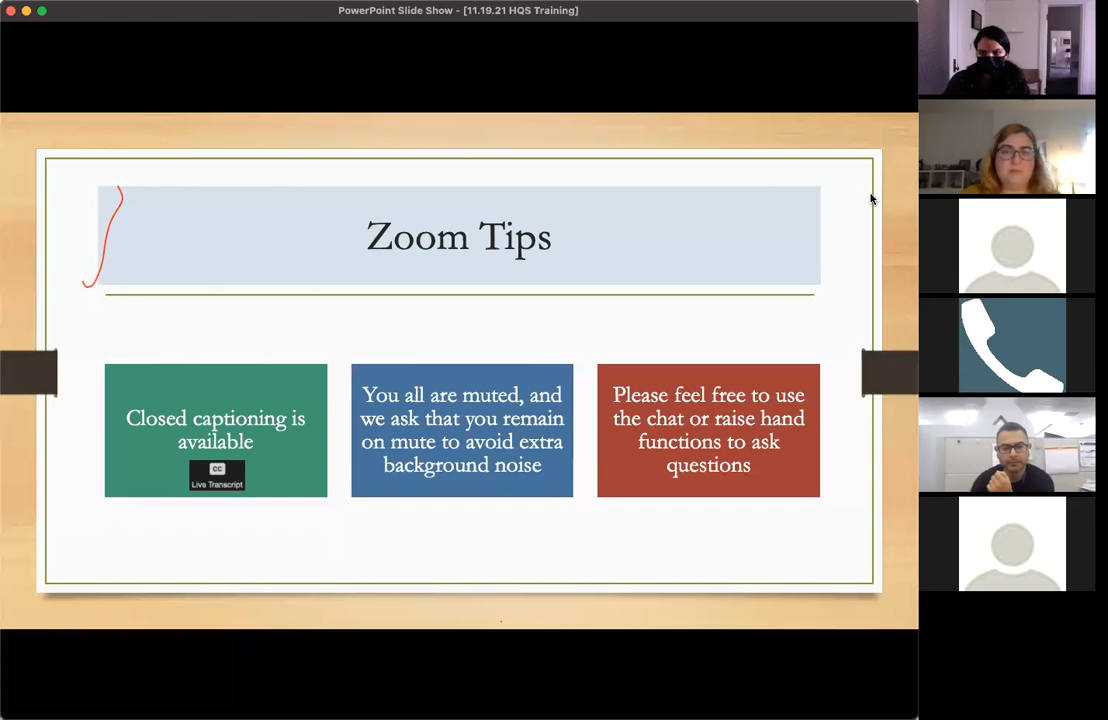 PowerPoint Slide Show - [11.19.21 HQS Training]
Zoom Tips
Closed captioning is
available
CC
Live Transcript
You all are muted, and
we ask that you remain
on mute to avoid extra
background noise
Please feel free to use
the chat or raise hand
functions to ask
questions